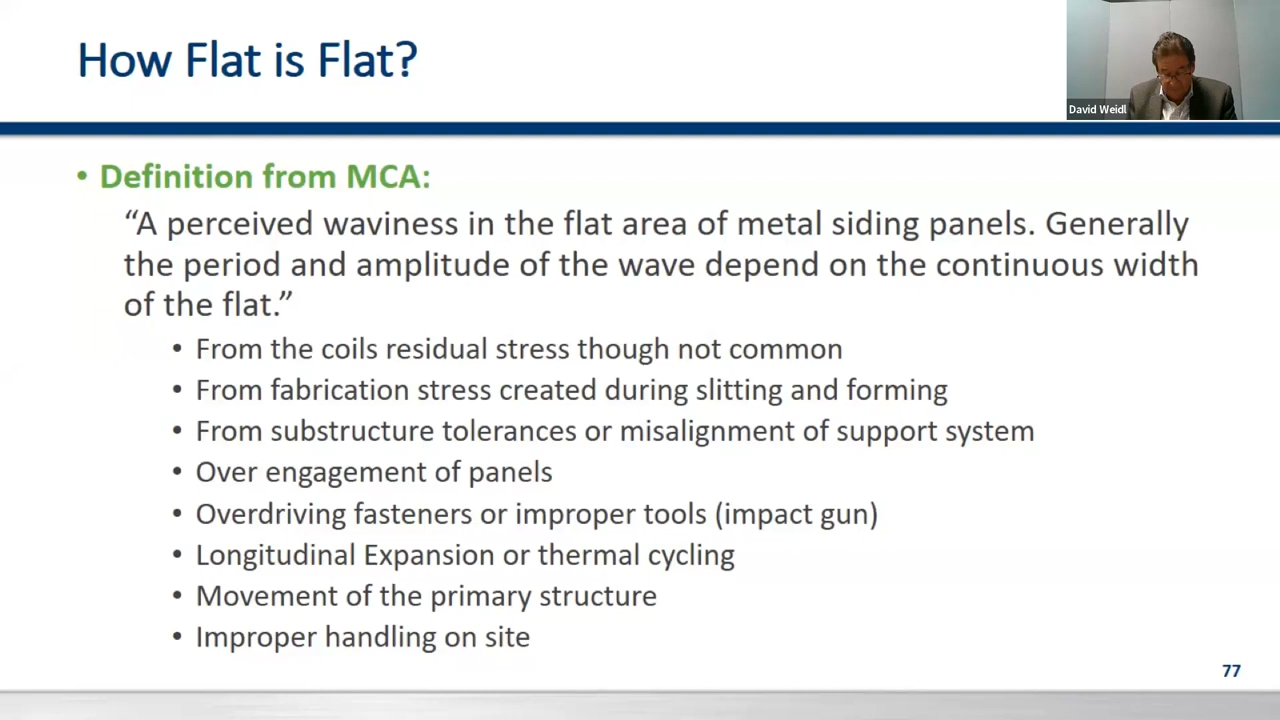 How Flat is Flat?
David Weidl
• Definition from MCA:
“A perceived waviness in the flat area of metal siding panels. Generally
the period and amplitude of the wave depend on the continuous width
of the flat.”
• From the coils residual stress though not common
• From fabrication stress created during slitting and forming
• From substructure tolerances or misalignment of support system
• Over engagement of panels
• Overdriving fasteners or improper tools (impact gun)
• Longitudinal Expansion or thermal cycling
• Movement of the primary structure
• Improper handling on site
77